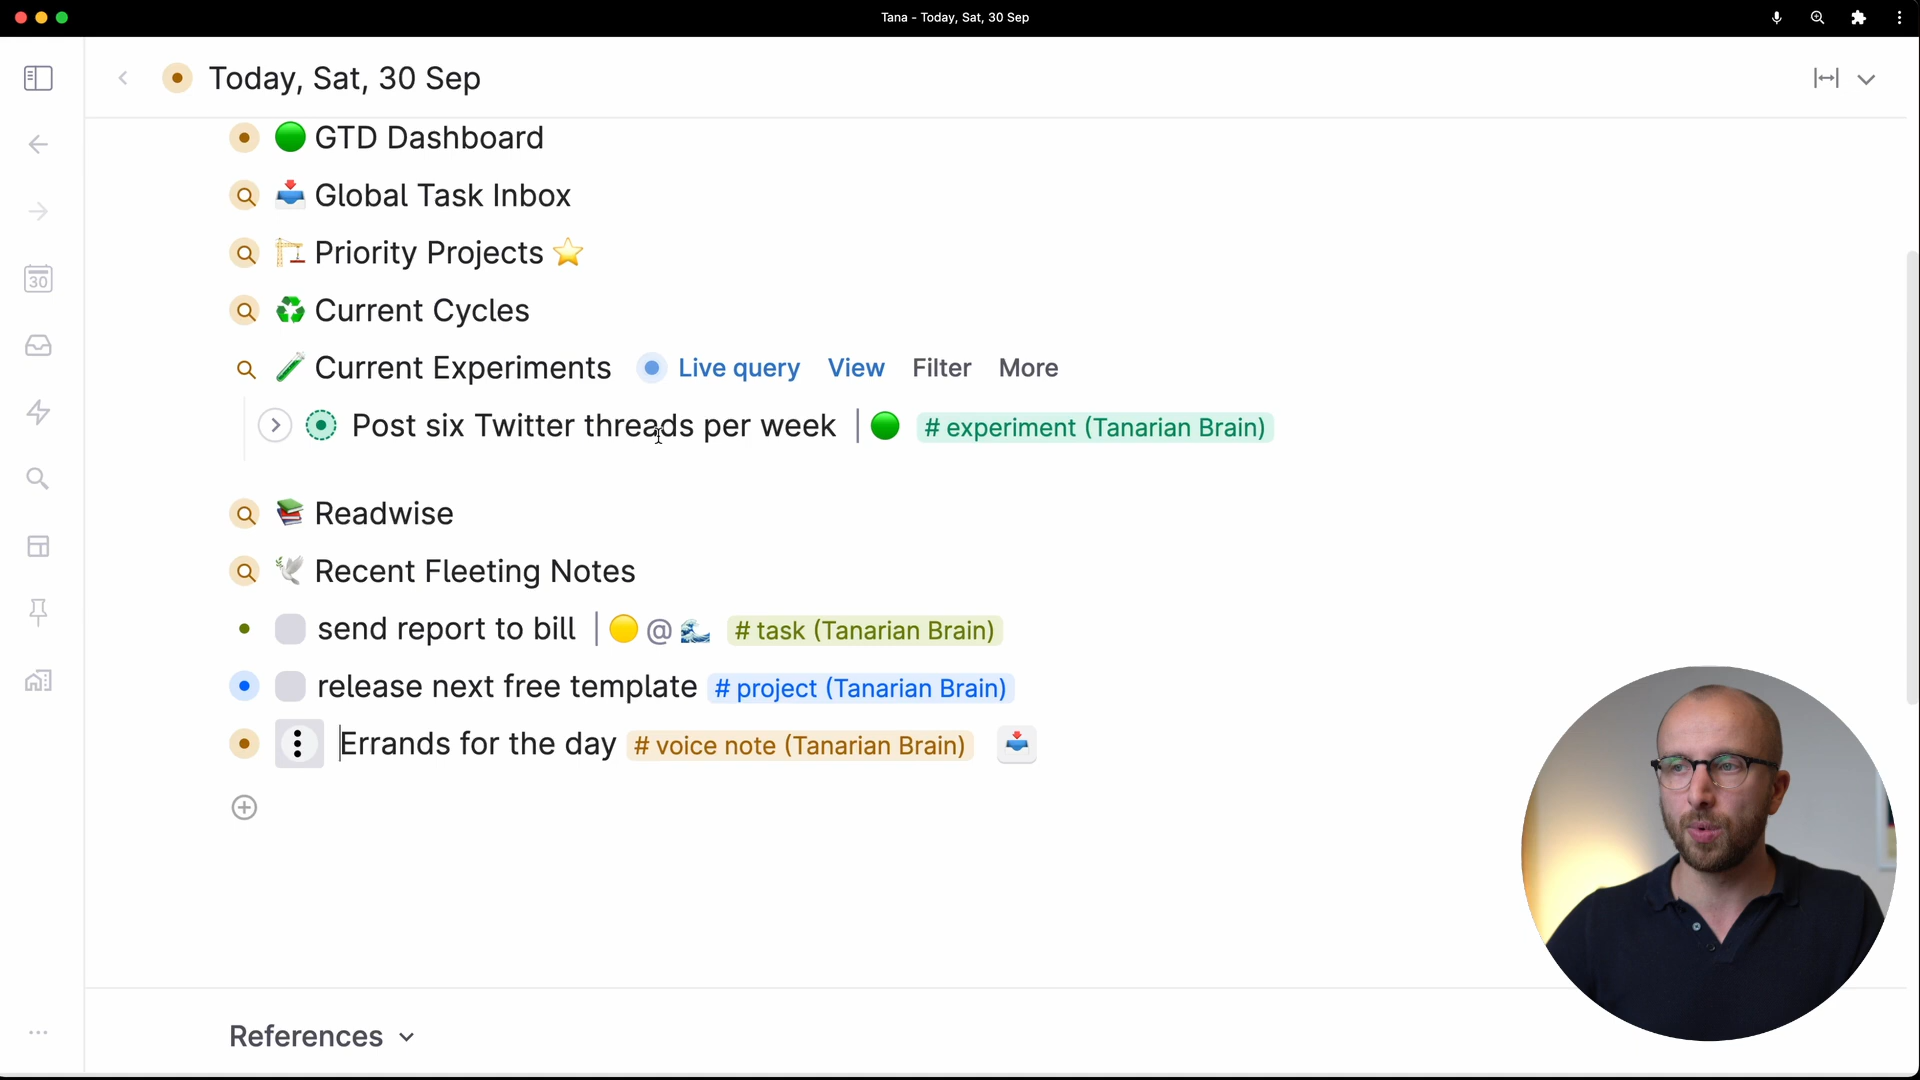 Tana - Today, Sat, 30 Sep
Today, Sat, 30 Sep
GTD Dashboard
Global Task Inbox
Priority Projects
30
Current Cycles
Current Experiments Live query View Filter More
Post six Twitter threads per week # experiment (Tanarian Brain)
Readwise
Recent Fleeting Notes
send report to bill @ # task (Tanarian Brain)
release next free template # project (Tanarian Brain)
Errands for the day # voice note (Tanarian Brain)
References